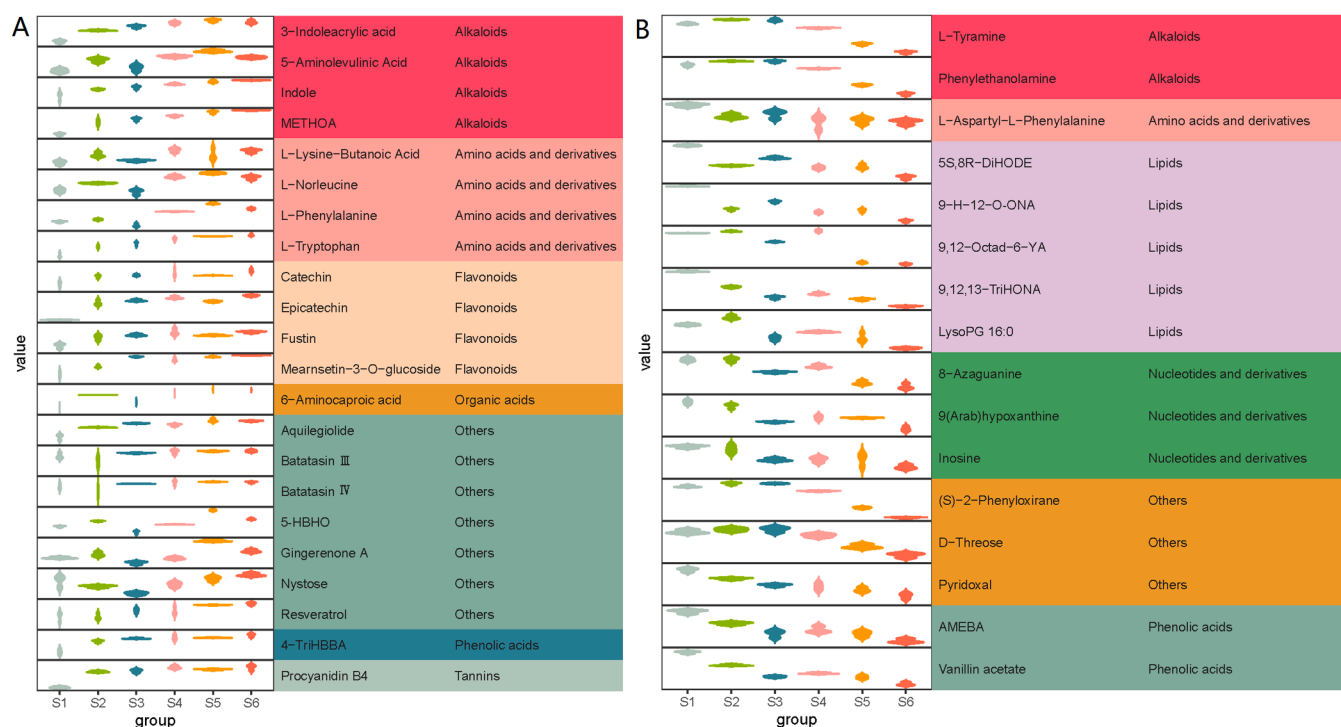 A
value
3-Indoleacrylic acid Alkaloids
5-Aminolevulinic Acid Alkaloids
Indole Alkaloids
METHOA Alkaloids
L-Lysine-Butanoic Acid Amino acids and derivatives
L-Norleucine Amino acids and derivatives
L-Phenylalanine Amino acids and derivatives
L-Tryptophan Amino acids and derivatives
Catechin Flavonoids
Epicatechin Flavonoids
Fustin Flavonoids
Mearnsetin-3-O-glucoside Flavonoids
6-Aminocaproic acid Organic acids
Aquilegiolide Others
Batatasin Ⅲ Others
Batatasin Ⅳ Others
5-HBHO Others
Gingerenone A Others
Nystose Others
Resveratrol Others
4-TriHBBA Phenolic acids
Procyanidin B4 Tannins
S1 S2 S3 S4 S5 S6
group
B
value
L-Tyramine Alkaloids
Phenylethanolamine Alkaloids
L-Aspartyl-L-Phenylalanine Amino acids and derivatives
5S,8R-DiHODE Lipids
9-H-12-O-ONA Lipids
9,12-Octad-6-YA Lipids
9,12,13-TriHONA Lipids
LysoPG 16:0 Lipids
8-Azaguanine Nucleotides and derivatives
9(Arab)hypoxanthine Nucleotides and derivatives
Inosine Nucleotides and derivatives
(S)-2-Phenyloxirane Others
D-Threose Others
Pyridoxal Others
AMEBA Phenolic acids
Vanillin acetate Phenolic acids
S1 S2 S3 S4 S5 S6
group